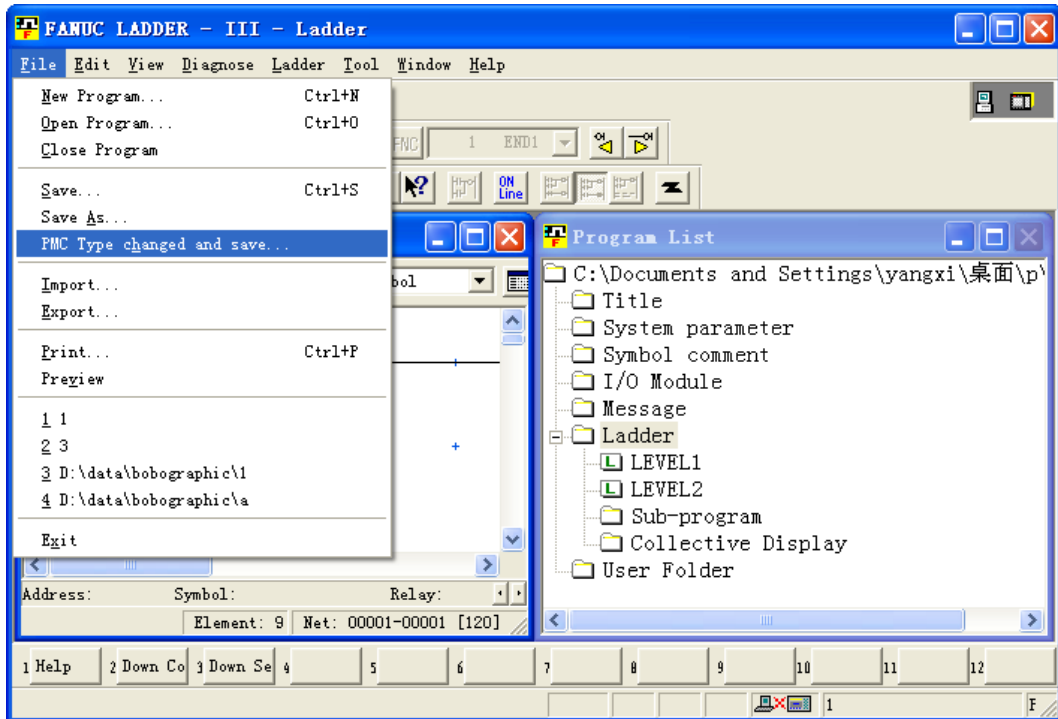 FANUC LADDER - III - Ladder
File Edit View Diagnose Ladder Tool Window Help
New Program... Ctrl+N
Open Program... Ctrl+O
Close Program
Save... Ctrl+S
Save As...
PMC Type changed and save...
Import...
Export...
Print... Ctrl+P
Preview
1 1
2 3
3 D:\data\bobographic\1
4 D:\data\bobographic\a
Exit
1 END1
ON Line
Program List
C:\Documents and Settings\yangxi\桌面\p
Title
System parameter
Symbol comment
I/O Module
Message
Ladder
L LEVEL1
L LEVEL2
Sub-program
Collective Display
User Folder
Address: Symbol: Relay:
Element: 9 Net: 00001-00001 [120]
1 Help 2 Down Co 3 Down Se 4 5 6 7 8 9 10 11 12
1 F